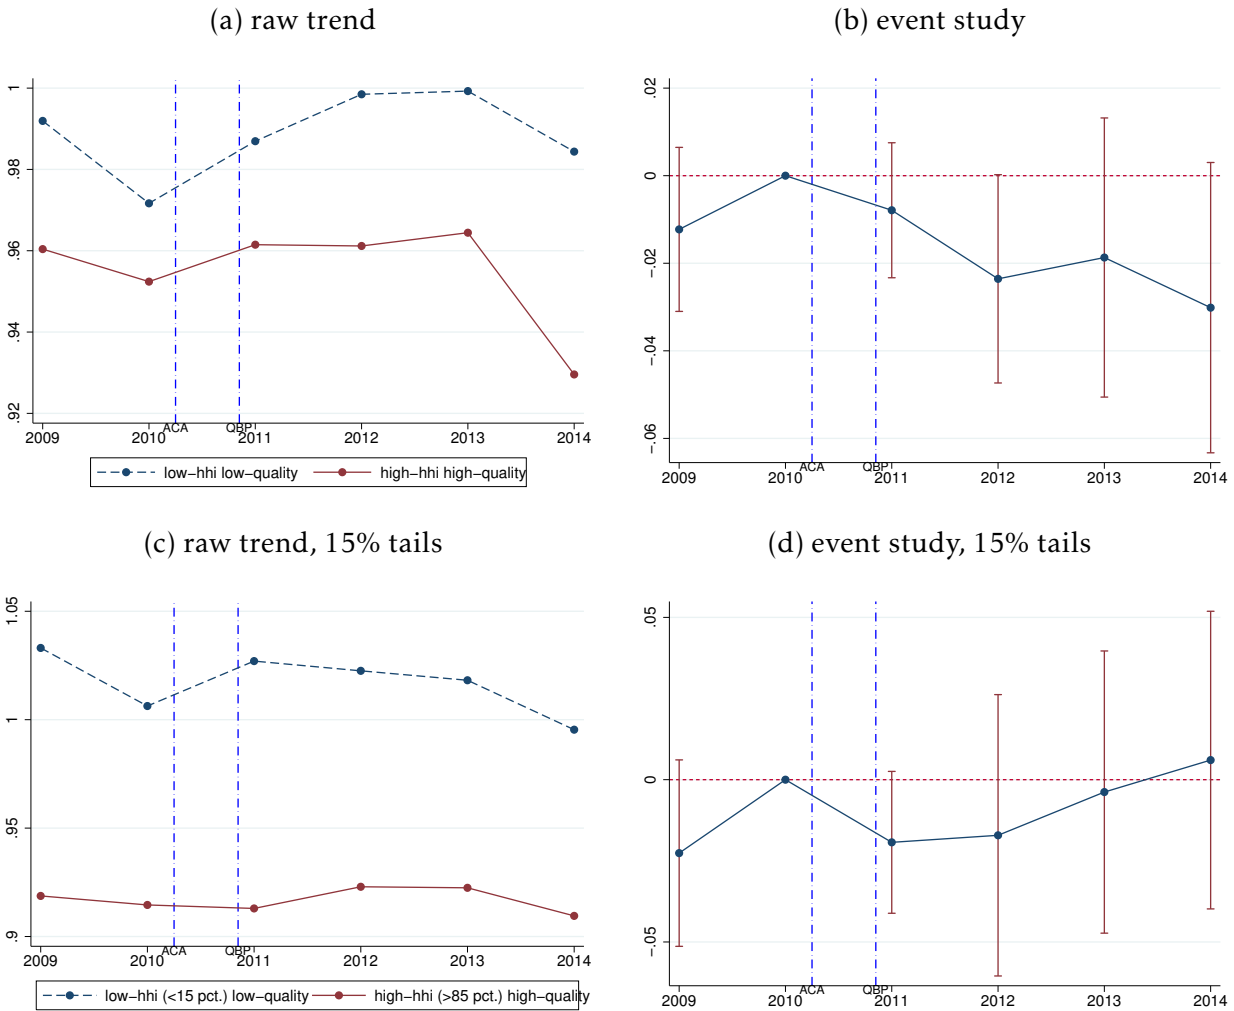 (a) raw trend
1
.98
.96
.94
.92
2009 2010 ACA QBP 2011 2012 2013 2014
low−hhi low−quality high−hhi high−quality
(b) event study
.02
0
−.02
−.04
−.06
2009 2010 ACA QBP 2011 2012 2013 2014
(c) raw trend, 15% tails
1.05
1
.95
.9
2009 2010 ACA QBP 2011 2012 2013 2014
low−hhi (<15 pct.) low−quality high−hhi (>85 pct.) high−quality
(d) event study, 15% tails
.05
0
−.05
2009 2010 ACA QBP 2011 2012 2013 2014